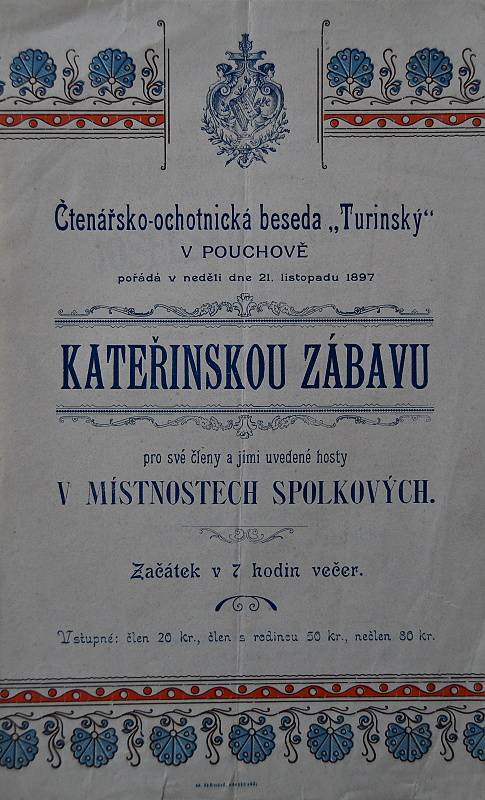 Čtenářsko-ochotnická beseda „Turinský“
V POUCHOVĚ
pořádá v neděli dne 21. listopadu 1897
KATEŘINSKOU ZÁBAVU
pro své členy a jimi uvedené hosty
V MÍSTNOSTECH SPOLKOVÝCH.
Začátek v 7 hodin večer.
Vstupné: člen 20 kr., člen s rodinou 50 kr., nečlen 80 kr.